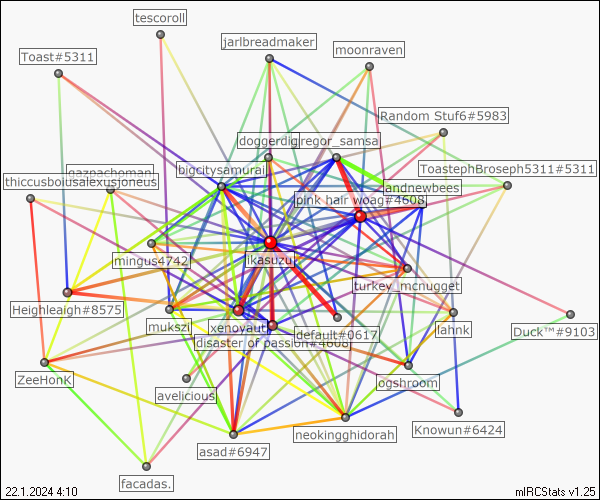 tescoroll
jarlbreadmaker
moonraven
Toast#5311
Random Stuf6#5983
doggerdig
gregor_samsa
ToastephBroseph5311#5311
gazpachoman
bigcitysamurai
thiccusboiusalexusjoneus
andnewbees
pink hair woag#4608
mingus4742
ikasuzu
turkey_mcnugget
Heighleaigh#8575
mukszi
xenovaut
default#0617
lahnk
Duck™#9103
disaster of passion#4608
ZeeHonK
avelicious
ogshroom
neokingghidorah
Knowun#6424
asad#6947
facadas.
22.1.2024 4:10
mIRCStats v1.25